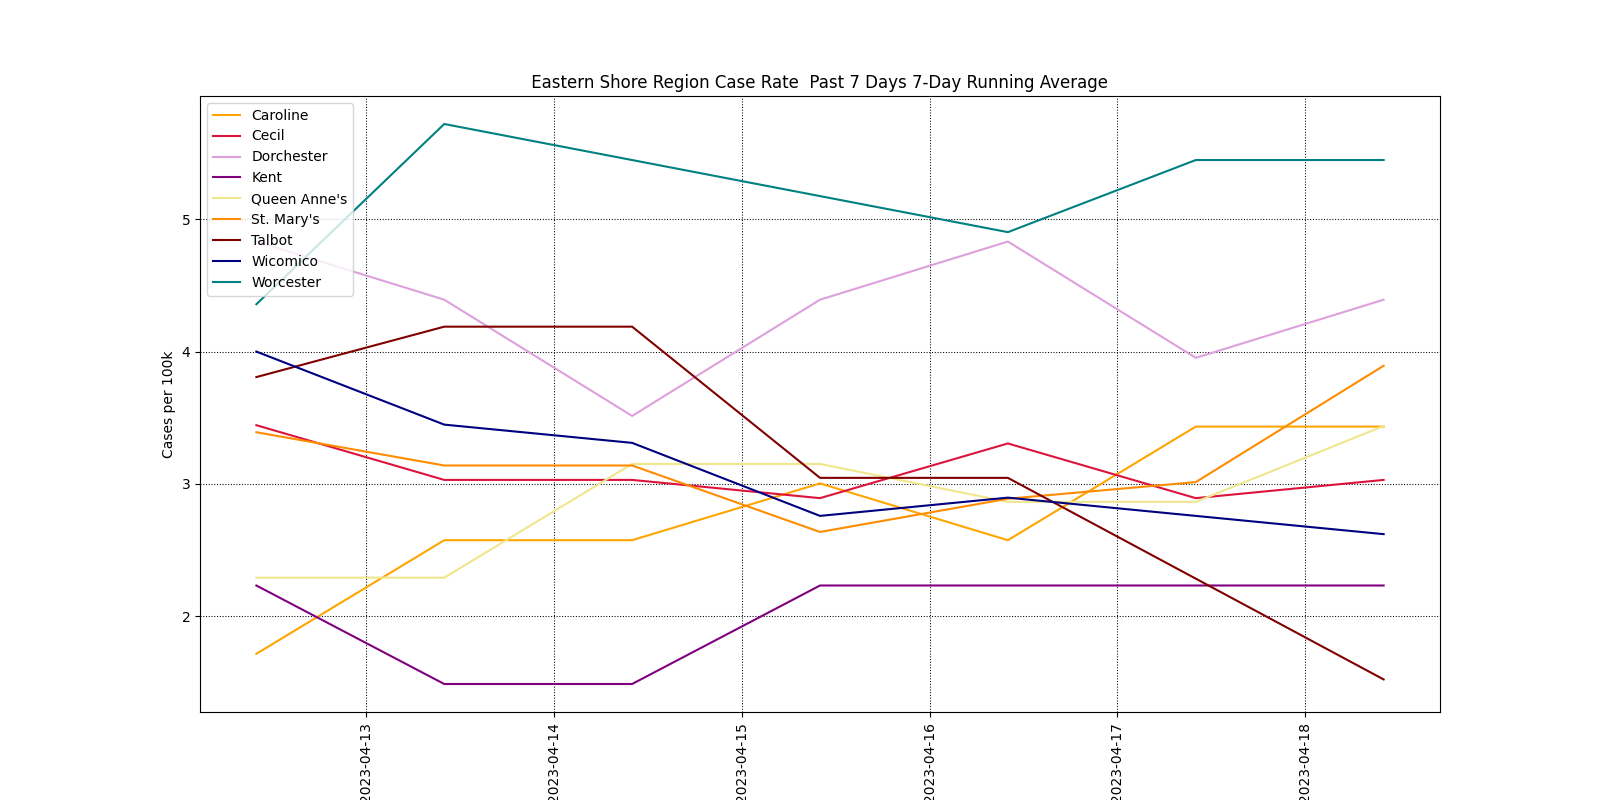 Eastern Shore Region Case Rate  Past 7 Days 7-Day Running Average
Caroline
Cecil
Dorchester
Kent
Queen Anne's
St. Mary's
Talbot
Wicomico
Worcester
Cases per 100k
5
4
3
2
2023-04-13
2023-04-14
2023-04-15
2023-04-16
2023-04-17
2023-04-18